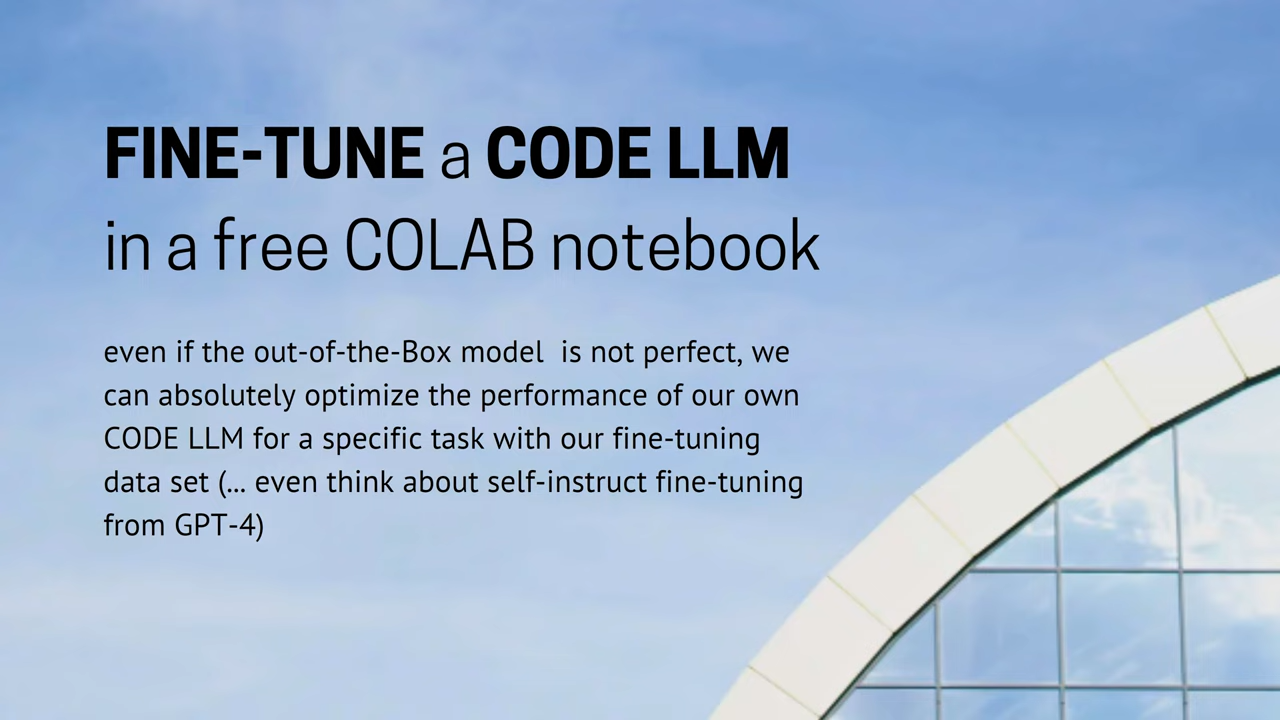 FINE-TUNE a CODE LLM
in a free COLAB notebook
even if the out-of-the-Box model  is not perfect, we
can absolutely optimize the performance of our own
CODE LLM for a specific task with our fine-tuning
data set (... even think about self-instruct fine-tuning
from GPT-4)